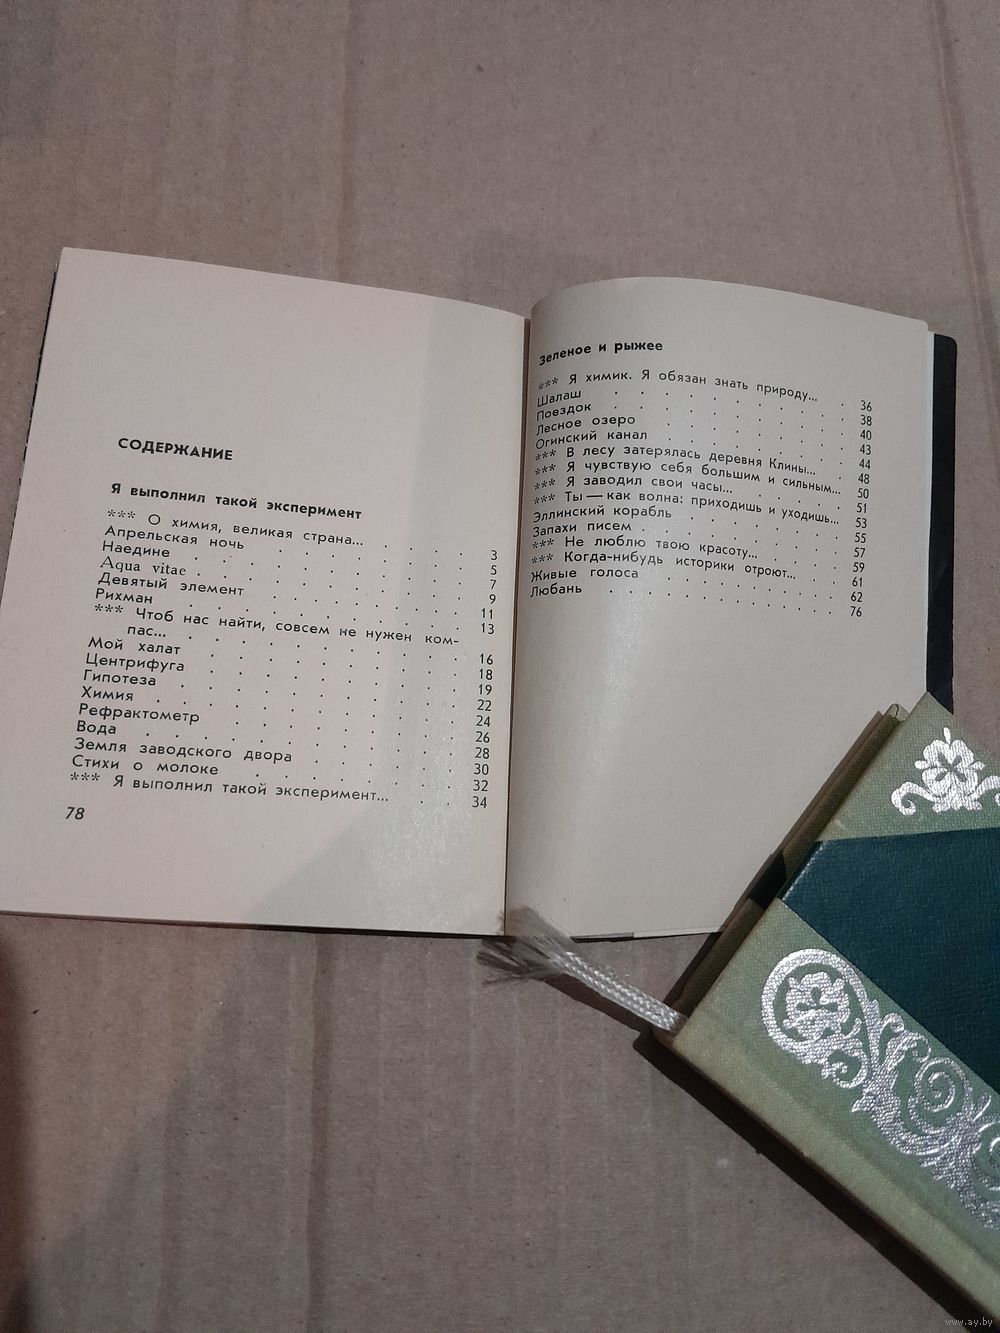 СОДЕРЖАНИЕ
Я выполнил такой эксперимент
*** О химия, великая страна... . . . . 3
Апрельская ночь . . . . . . . 5
Наедине . . . . . . . . . 7
Aqua vitae . . . . . . . . . 9
Девятый элемент . . . . . . . 11
Рихман . . . . . . . . . 13
*** Чтоб нас найти, совсем не нужен ком-
пас... . . . . . . . . . 16
Мой халат . . . . . . . . 18
Центрифуга . . . . . . . . 19
Гипотеза . . . . . . . . . 22
Химия . . . . . . . . . 24
Рефрактометр . . . . . . . 26
Вода . . . . . . . . . . 28
Земля заводского двора . . . . . 30
Стихи о молоке . . . . . . . 32
*** Я выполнил такой эксперимент... . . 34
78
Зеленое и рыжее
*** Я химик. Я обязан знать природу... . 36
Шалаш . . . . . . . . . 38
Поездок . . . . . . . . . 40
Лесное озеро . . . . . . . . 43
Огинский канал . . . . . . . 44
*** В лесу затерялась деревня Клины... . 48
*** Я чувствую себя большим и сильным... 50
*** Я заводил свои часы... . . . . 51
*** Ты — как волна: приходишь и уходишь... 53
Эллинский корабль . . . . . . 55
Запахи писем . . . . . . . . 57
*** Не люблю твою красоту... . . . . 59
*** Когда-нибудь историки отроют... . . 61
Живые голоса . . . . . . . 62
Любань . . . . . . . . . 76
www.ay.by